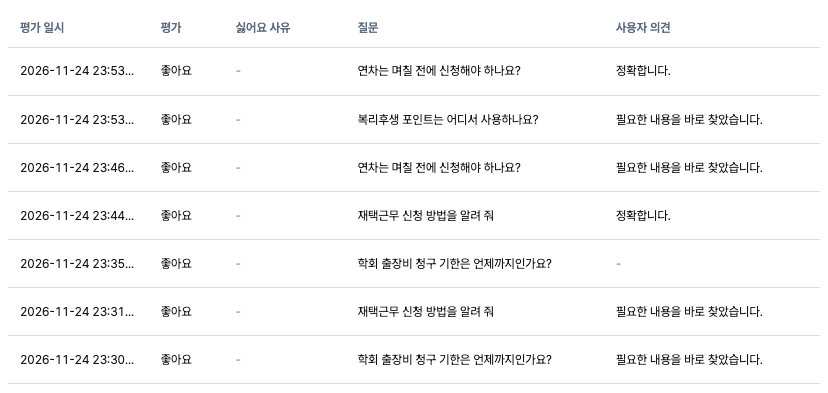 평가 일시 평가 싫어요 사유 질문 사용자 의견
2026-11-24 23:53... 좋아요 - 연차는 며칠 전에 신청해야 하나요? 정확합니다.
2026-11-24 23:53... 좋아요 - 복리후생 포인트는 어디서 사용하나요? 필요한 내용을 바로 찾았습니다.
2026-11-24 23:46... 좋아요 - 연차는 며칠 전에 신청해야 하나요? 필요한 내용을 바로 찾았습니다.
2026-11-24 23:44... 좋아요 - 재택근무 신청 방법을 알려 줘 정확합니다.
2026-11-24 23:35... 좋아요 - 학회 출장비 청구 기한은 언제까지인가요? -
2026-11-24 23:31... 좋아요 - 재택근무 신청 방법을 알려 줘 필요한 내용을 바로 찾았습니다.
2026-11-24 23:30... 좋아요 - 학회 출장비 청구 기한은 언제까지인가요? 필요한 내용을 바로 찾았습니다.